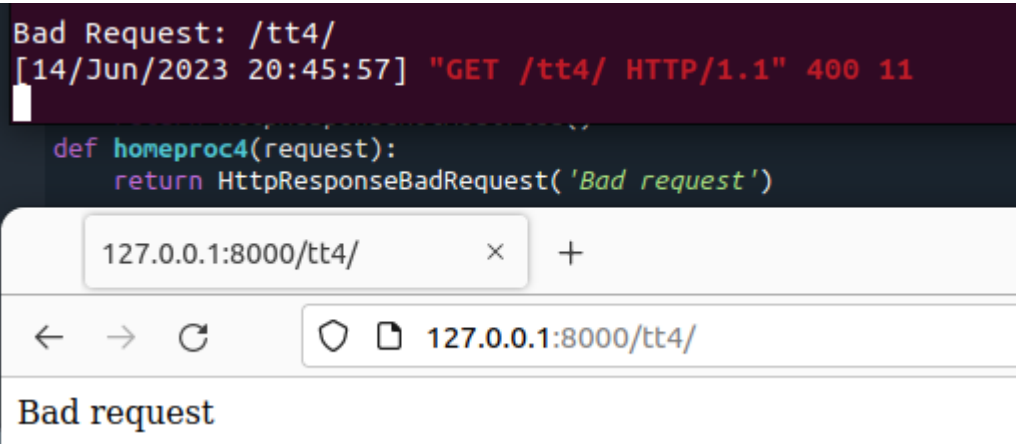 Bad Request: /tt4/
[14/Jun/2023 20:45:57] "GET /tt4/ HTTP/1.1" 400 11
def homeproc4(request):
return HttpResponseBadRequest('Bad request')
127.0.0.1:8000/tt4/ × +
127.0.0.1:8000/tt4/
Bad request